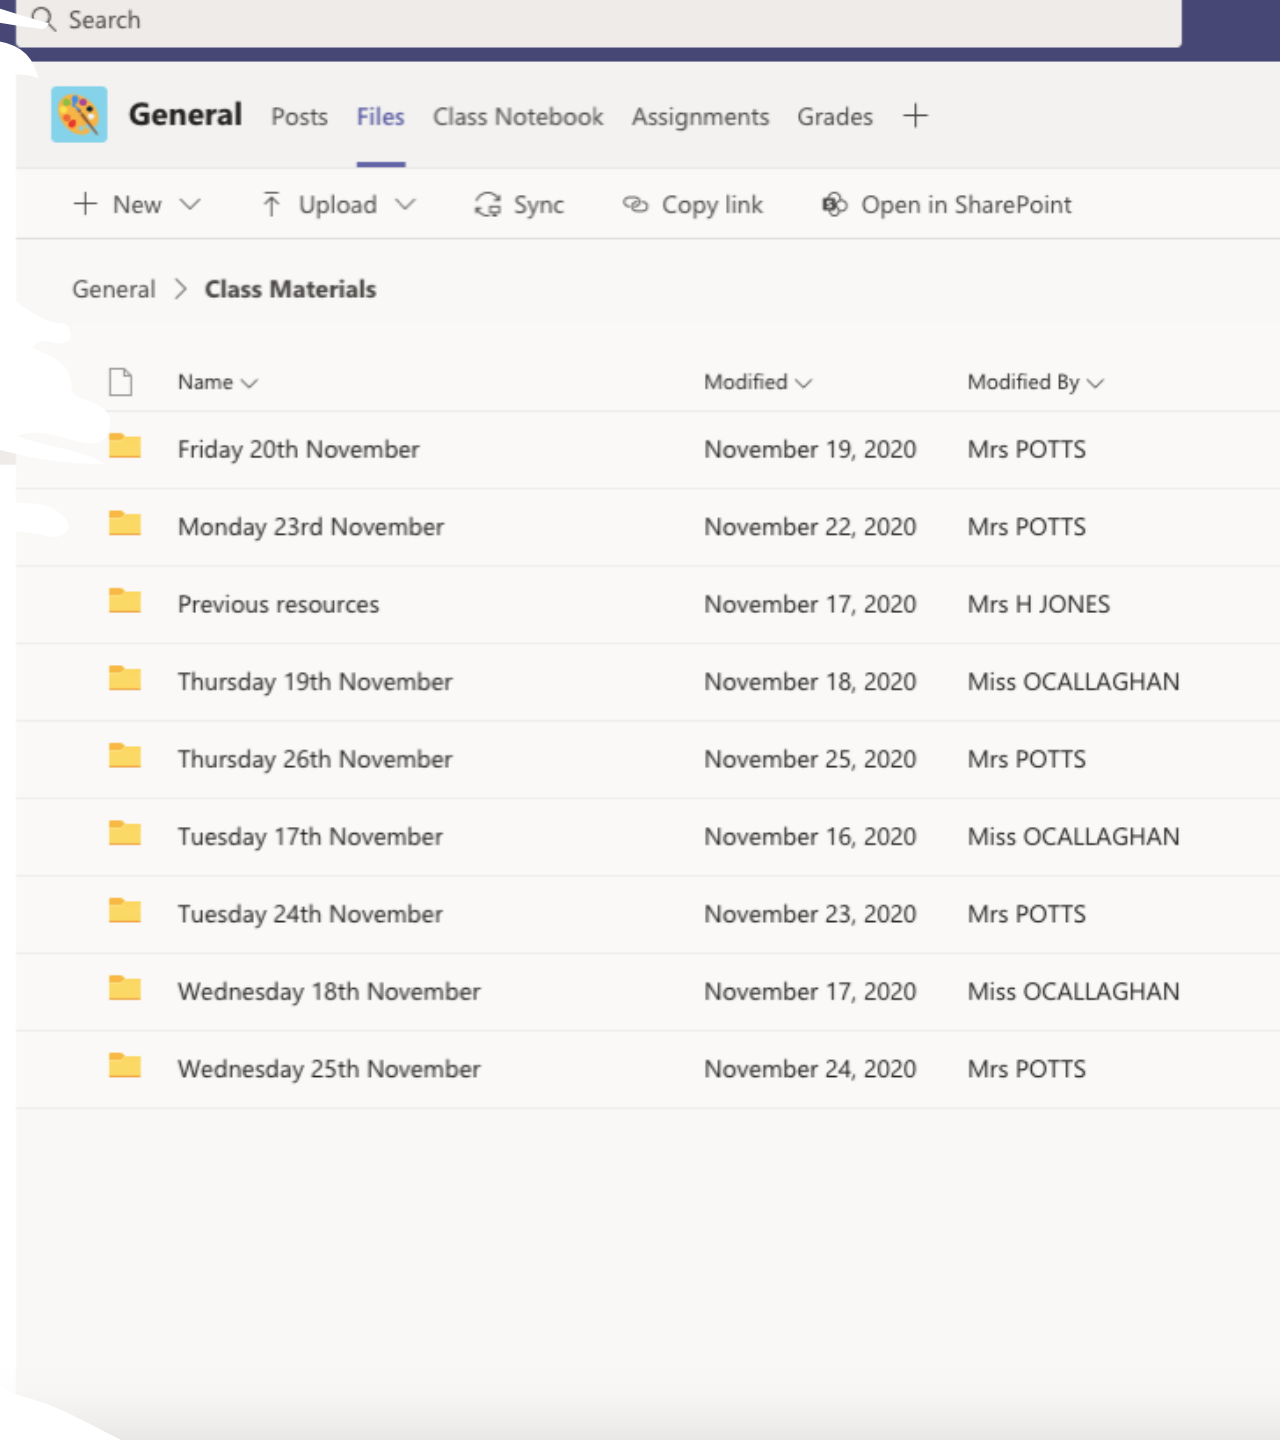 Search
General Posts Files Class Notebook Assignments Grades
New Upload Sync Copy link Open in SharePoint
General > Class Materials
Name Modified Modified By
Friday 20th November November 19, 2020 Mrs POTTS
Monday 23rd November November 22, 2020 Mrs POTTS
Previous resources November 17, 2020 Mrs H JONES
Thursday 19th November November 18, 2020 Miss OCALLAGHAN
Thursday 26th November November 25, 2020 Mrs POTTS
Tuesday 17th November November 16, 2020 Miss OCALLAGHAN
Tuesday 24th November November 23, 2020 Mrs POTTS
Wednesday 18th November November 17, 2020 Miss OCALLAGHAN
Wednesday 25th November November 24, 2020 Mrs POTTS